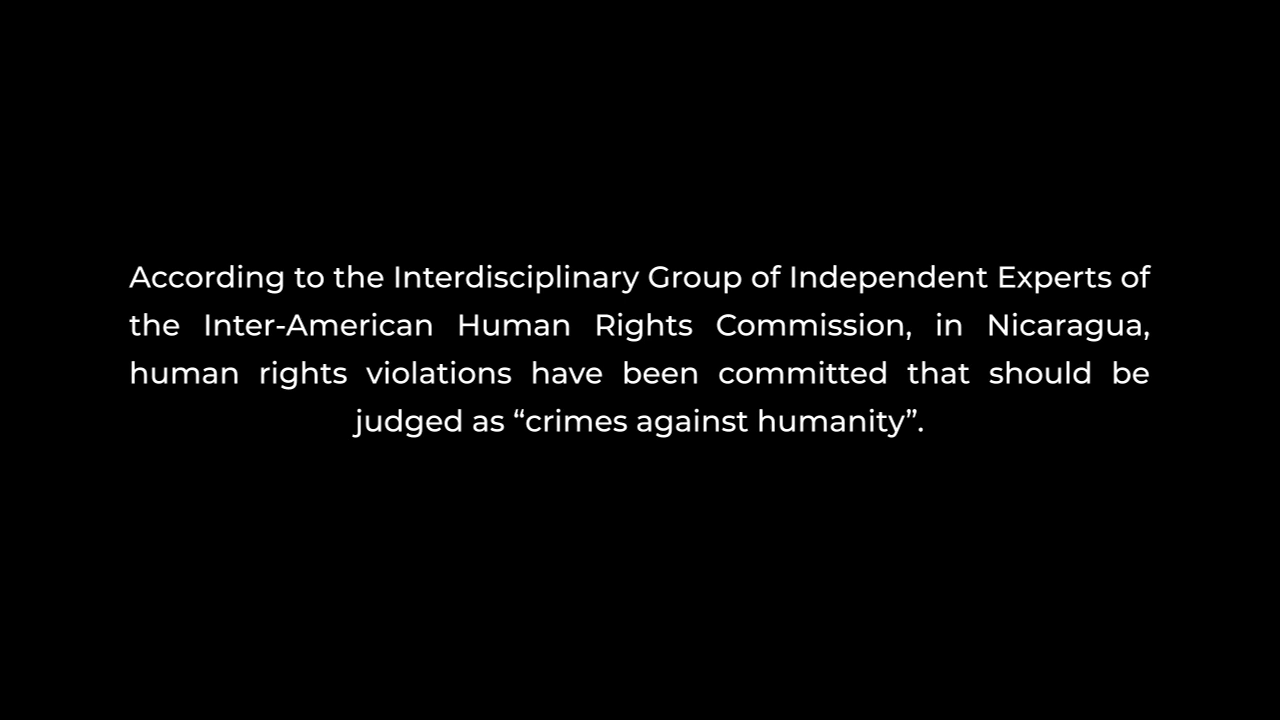 According to the Interdisciplinary Group of Independent Experts of
the Inter-American Human Rights Commission, in Nicaragua,
human rights violations have been committed that should be
judged as “crimes against humanity”.